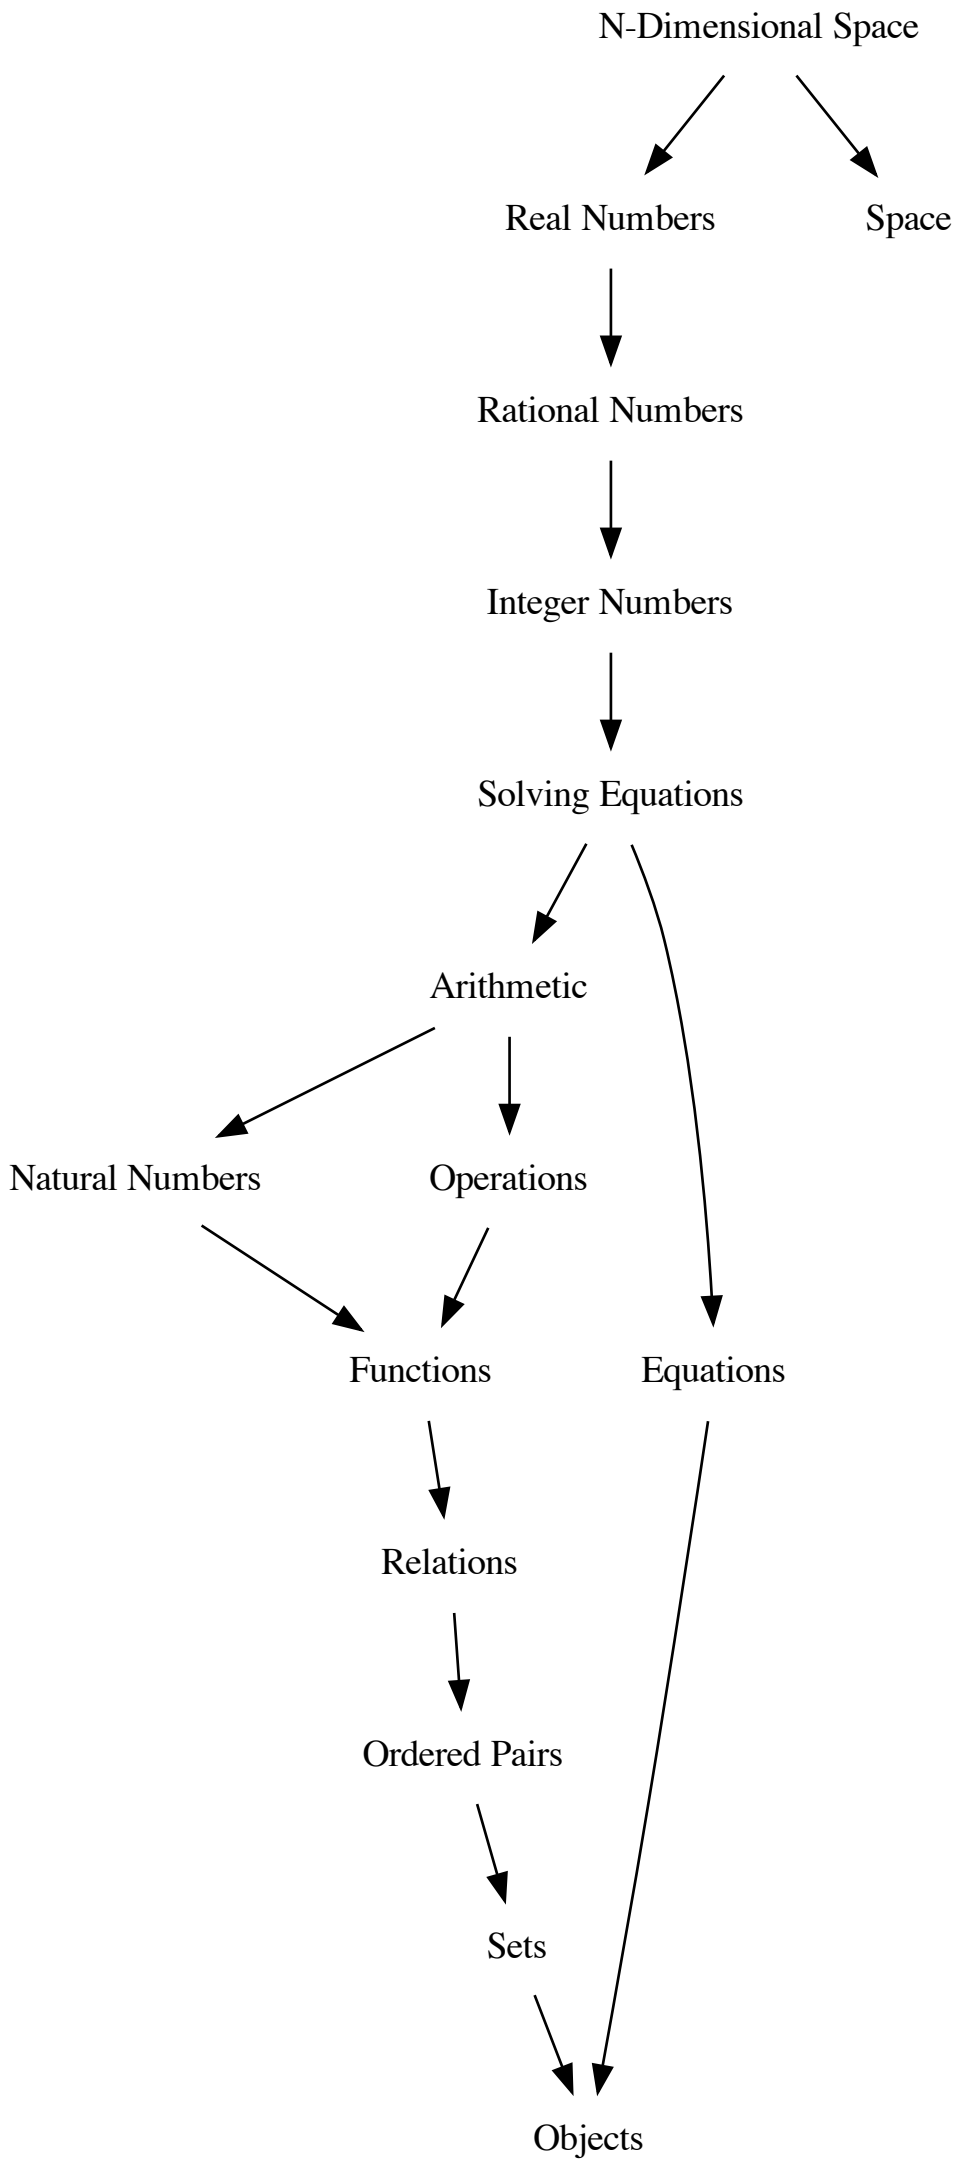 N-Dimensional Space
Real Numbers
Space
Rational Numbers
Integer Numbers
Solving Equations
Arithmetic
Natural Numbers
Operations
Functions
Equations
Relations
Ordered Pairs
Sets
Objects